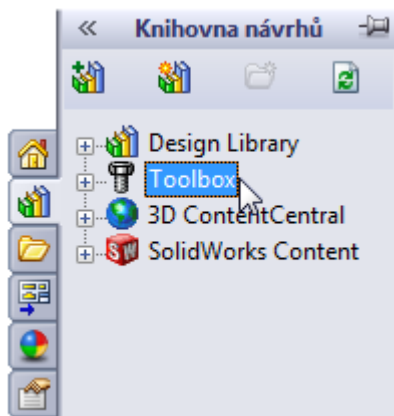 Knihovna návrhů
Design Library
Toolbox
3D ContentCentral
SolidWorks Content